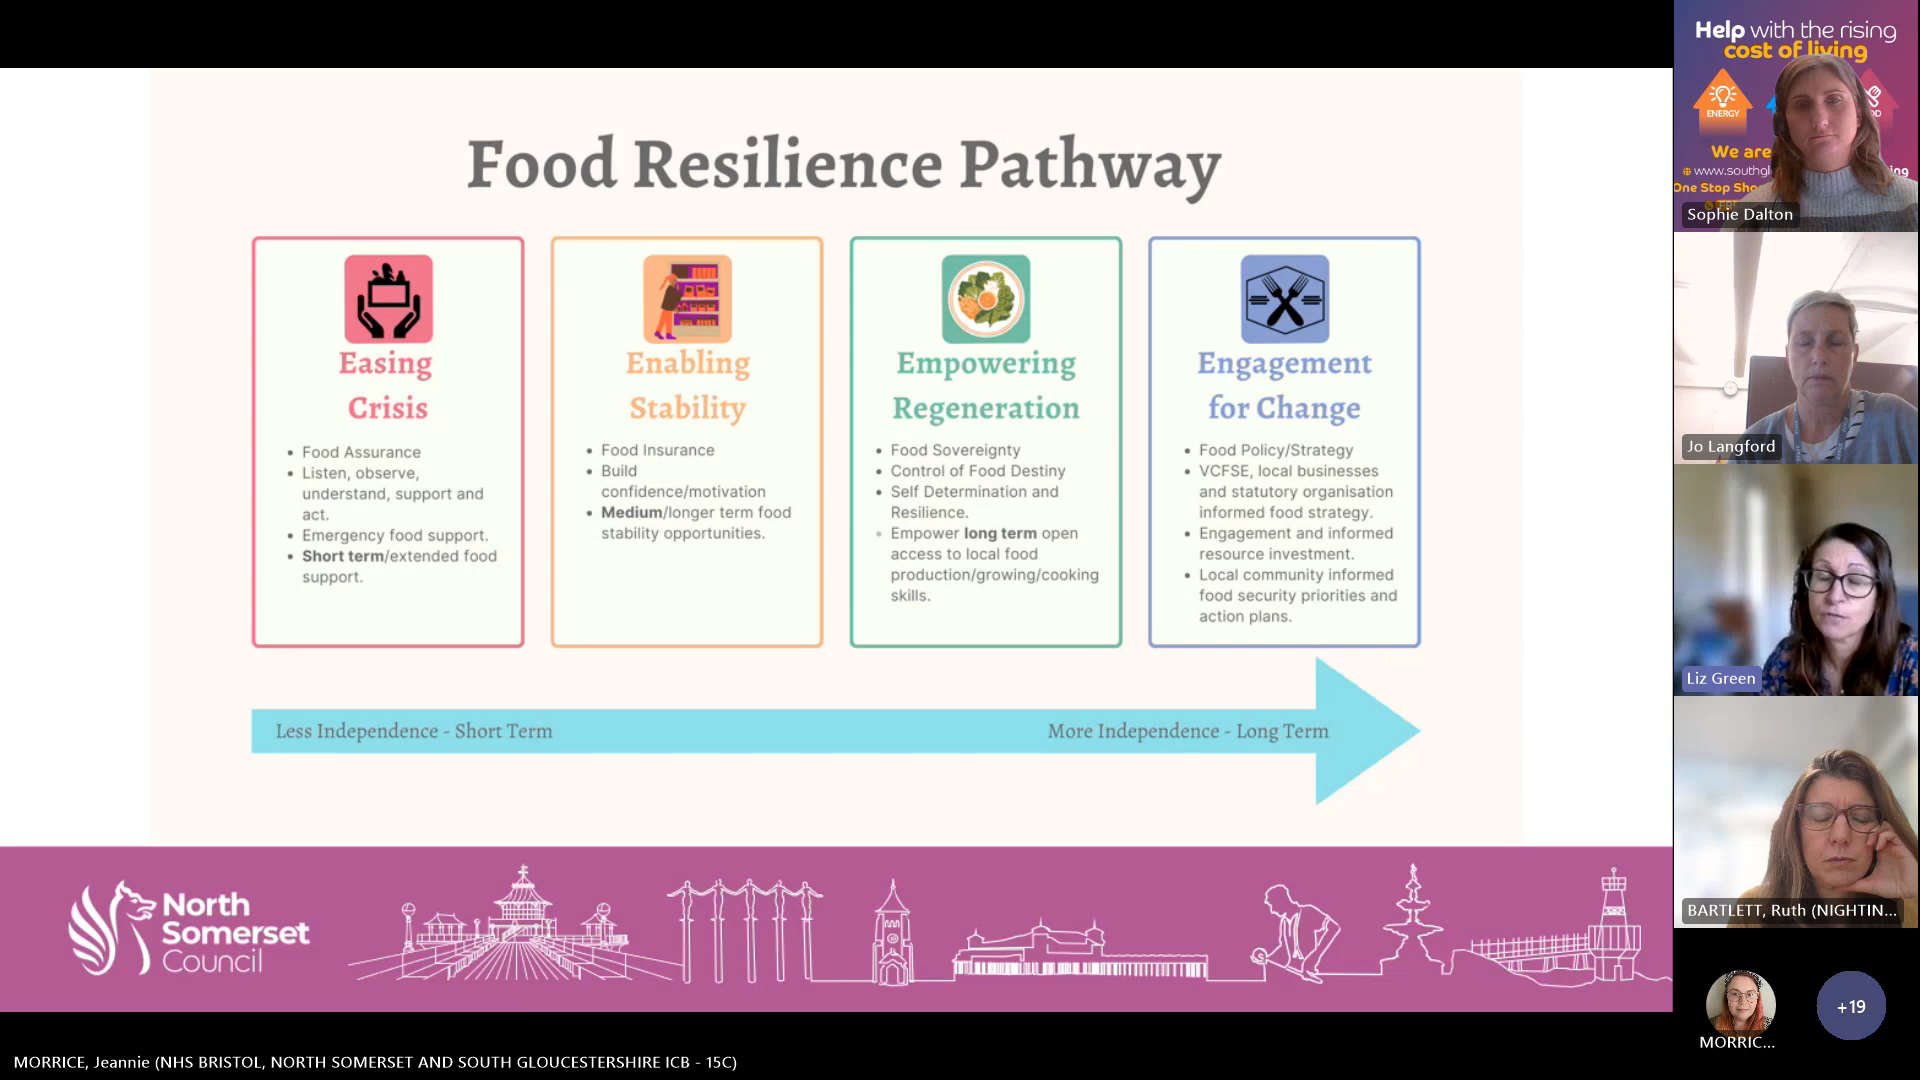 Food Resilience Pathway
Easing
Crisis
Food Assurance
Listen, observe,
understand, support and
act.
Emergency food support.
Short term/extended food
support.
Enabling
Stability
Food Insurance
Build
confidence/motivation
Medium/longer term food
stability opportunities.
Empowering
Regeneration
Food Sovereignty
Control of Food Destiny
Self Determination and
Resilience.
Empower long term open
access to local food
production/growing/cooking
skills.
Engagement
for Change
Food Policy/Strategy
VCFSE, local businesses
and statutory organisation
informed food strategy.
Engagement and informed
resource investment.
Local community informed
food security priorities and
action plans.
Less Independence - Short Term
More Independence - Long Term
North
Somerset
Council
Help with the rising
cost of living
ENERGY
We are
www.southgl
One Stop Sho
Sophie Dalton
Jo Langford
Liz Green
BARTLETT, Ruth (NIGHTIN...
MORRIC...
+19
MORRICE, Jeannie (NHS BRISTOL, NORTH SOMERSET AND SOUTH GLOUCESTERSHIRE ICB - 15C)